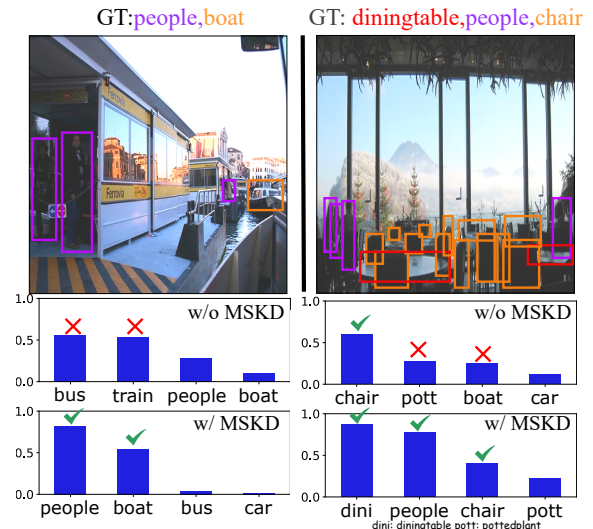 GT:people,boat
GT: diningtable,people,chair
Ferrovia
Ferrovia
Ferrovia
1.0
w/o MSKD
0.5
0.0
bus train people boat
1.0
w/o MSKD
0.5
0.0
chair pott boat car
1.0
w/ MSKD
0.5
0.0
people boat bus car
1.0
w/ MSKD
0.5
0.0
dini people chair pott
dini: diningtable pott: pottedplant